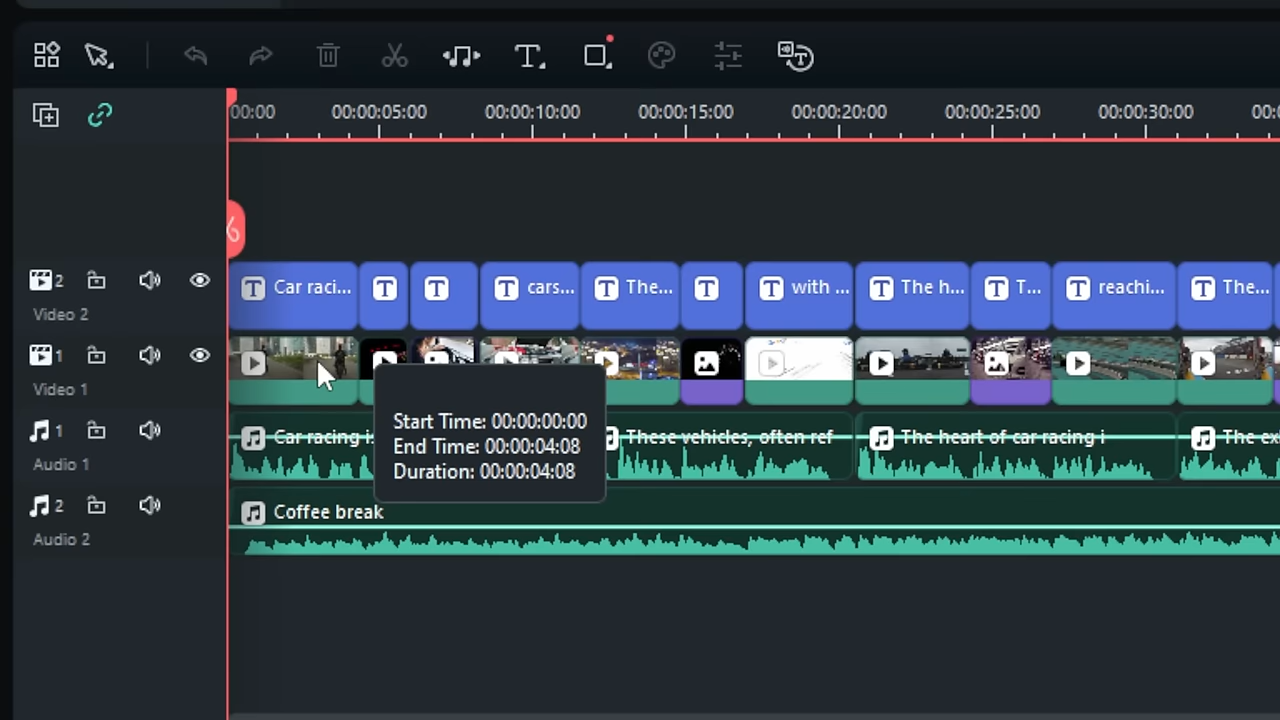 00:00 00:00:05:00 00:00:10:00 00:00:15:00 00:00:20:00 00:00:25:00 00:00:30:00 00:
2
Video 2
Car raci... cars... The... with ... The h... T... reachi... The...
1
Video 1
1
Audio 1
Car racing is These vehicles, often ref The heart of car racing i The ex
Start Time: 00:00:00:00
End Time: 00:00:04:08
Duration: 00:00:04:08
2
Audio 2
Coffee break